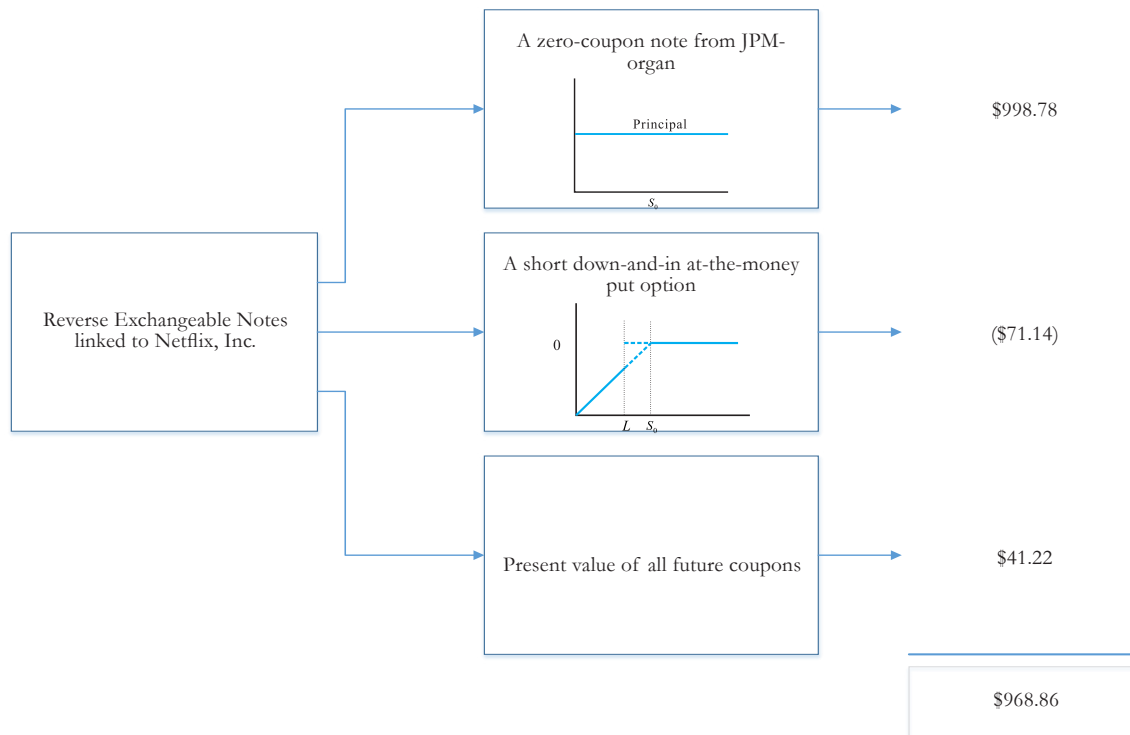 A zero-coupon note from JPM-
organ
Principal
S₀
$998.78
Reverse Exchangeable Notes
linked to Netflix, Inc.
A short down-and-in at-the-money
put option
0
L S₀
($71.14)
Present value of all future coupons
$41.22
$968.86